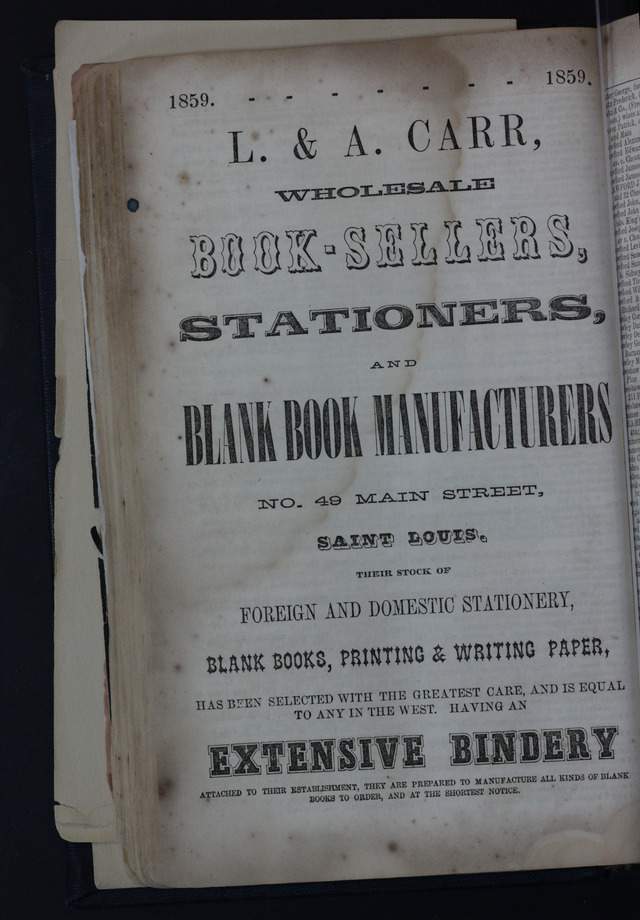 1859. - - - - - - - 1859.
L. & A. CARR,
WHOLESALE
BOOK-SELLERS,
STATIONERS,
AND
BLANK BOOK MANUFACTURERS
NO. 49 MAIN STREET,
SAINT LOUIS.
THEIR STOCK OF
FOREIGN AND DOMESTIC STATIONERY,
BLANK BOOKS, PRINTING & WRITING PAPER,
HAS BEEN SELECTED WITH THE GREATEST CARE, AND IS EQUAL
TO ANY IN THE WEST. HAVING AN
EXTENSIVE BINDERY
ATTACHED TO THEIR ESTABLISHMENT, THEY ARE PREPARED TO MANUFACTURE ALL KINDS OF BLANK
BOOKS TO ORDER, AND AT THE SHORTEST NOTICE.